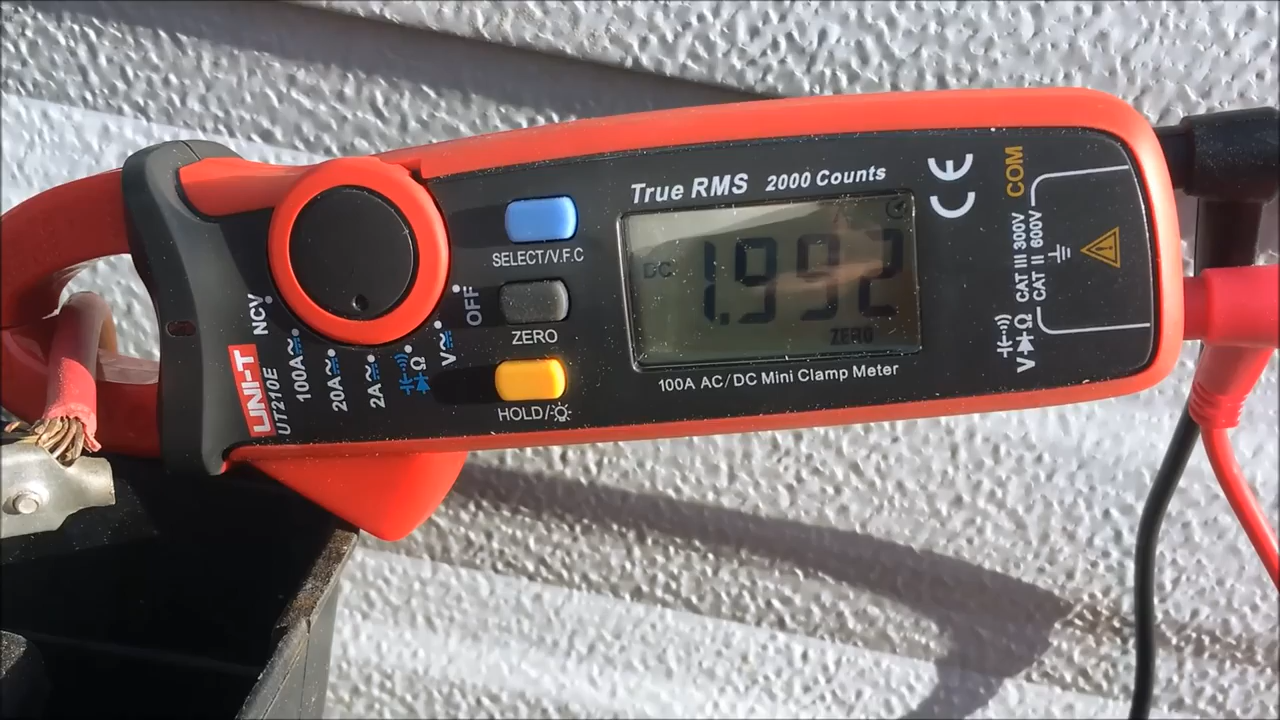 True RMS 2000 Counts
SELECT/V.F.C
ZERO
HOLD/
DC
1.992
ZERO
100A AC/DC Mini Clamp Meter
OFF
V
Ω
2A
20A
100A
NCV
UNI-T
UT210E
CE
COM
CAT III 300V
CAT II 600V
VΩ